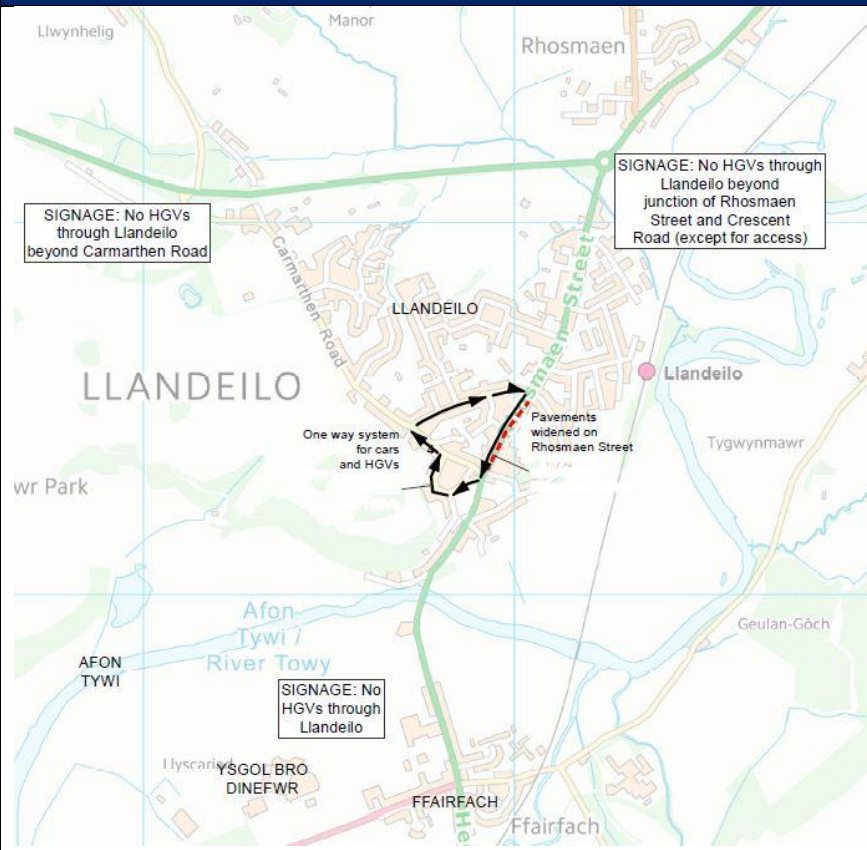 Llwynhelig
Manor
Rhosmaen
SIGNAGE: No HGVs through
Llandeilo beyond
junction of Rhosmaen
Street and Crescent
Road (except for access)
SIGNAGE: No HGVs
through Llandeilo
beyond Carmarthen Road
Carmarthen Road
LLANDEILO
smaen Street
LLANDEILO
Llandeilo
One way system
for cars
and HGVs
Pavements
widened on
Rhosmaen Street
Tygwynmawr
wr Park
Afon
Tywi /
River Towy
Geulan-Gôch
AFON
TYWI
SIGNAGE: No
HGVs through
Llandeilo
Llyscariad
YSGOL BRO
DINEFWR
FFAIRFACH
Ffairfach
He